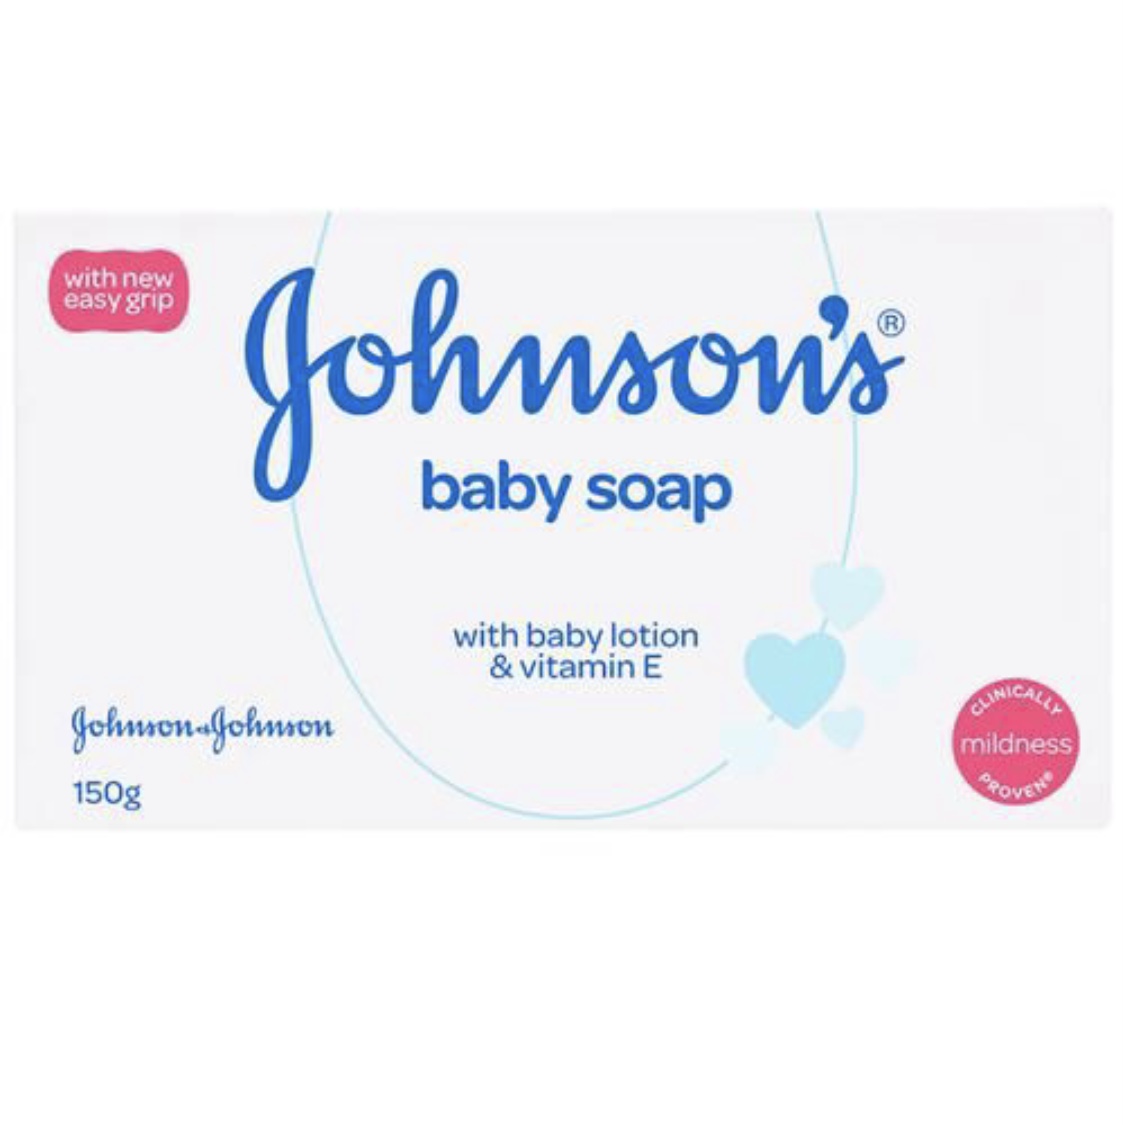 with new
easy grip
Johnson's®
baby soap
with baby lotion
& vitamin E
Johnson & Johnson
150g
CLINICALLY
mildness
PROVEN®